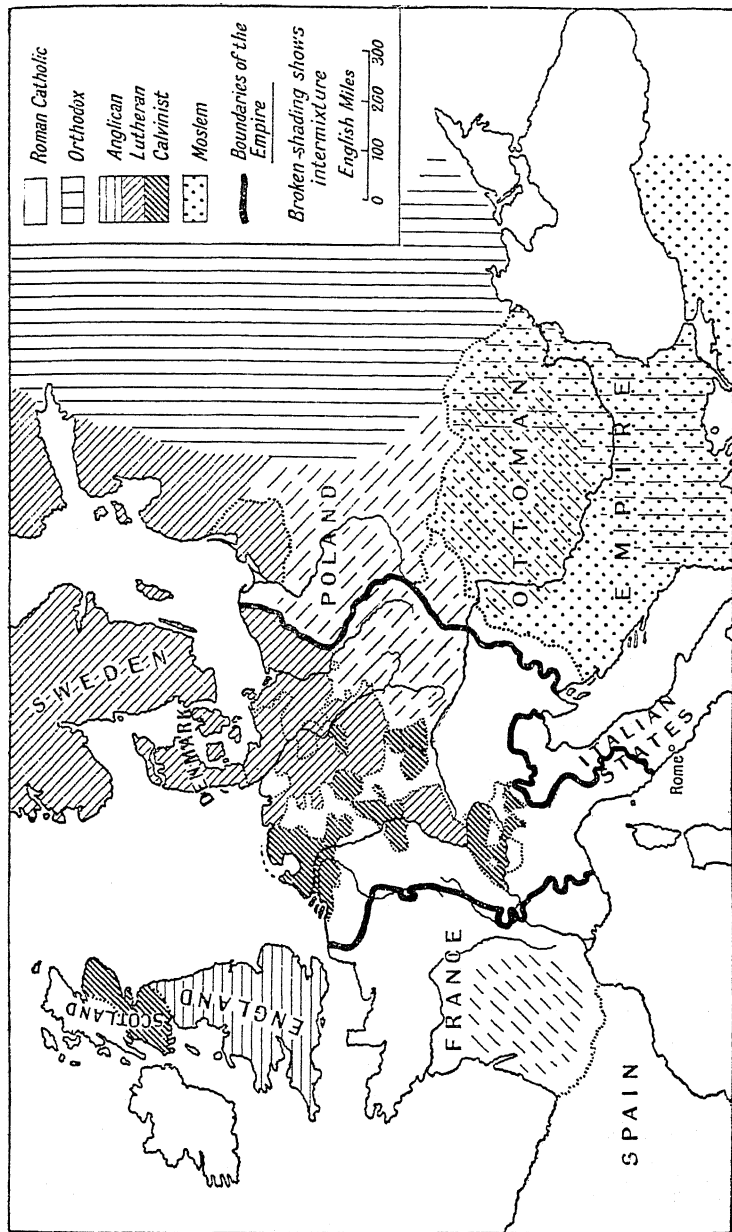 Roman Catholic
Orthodox
Anglican
Lutheran
Calvinist
Moslem
Boundaries of the
Empire
Broken-shading shows
intermixture
English Miles
0 100 200 300
SWEDEN
DENMARK
SCOTLAND
ENGLAND
POLAND
FRANCE
OTTOMAN
EMPIRE
ITALIAN
STATES
Rome
SPAIN